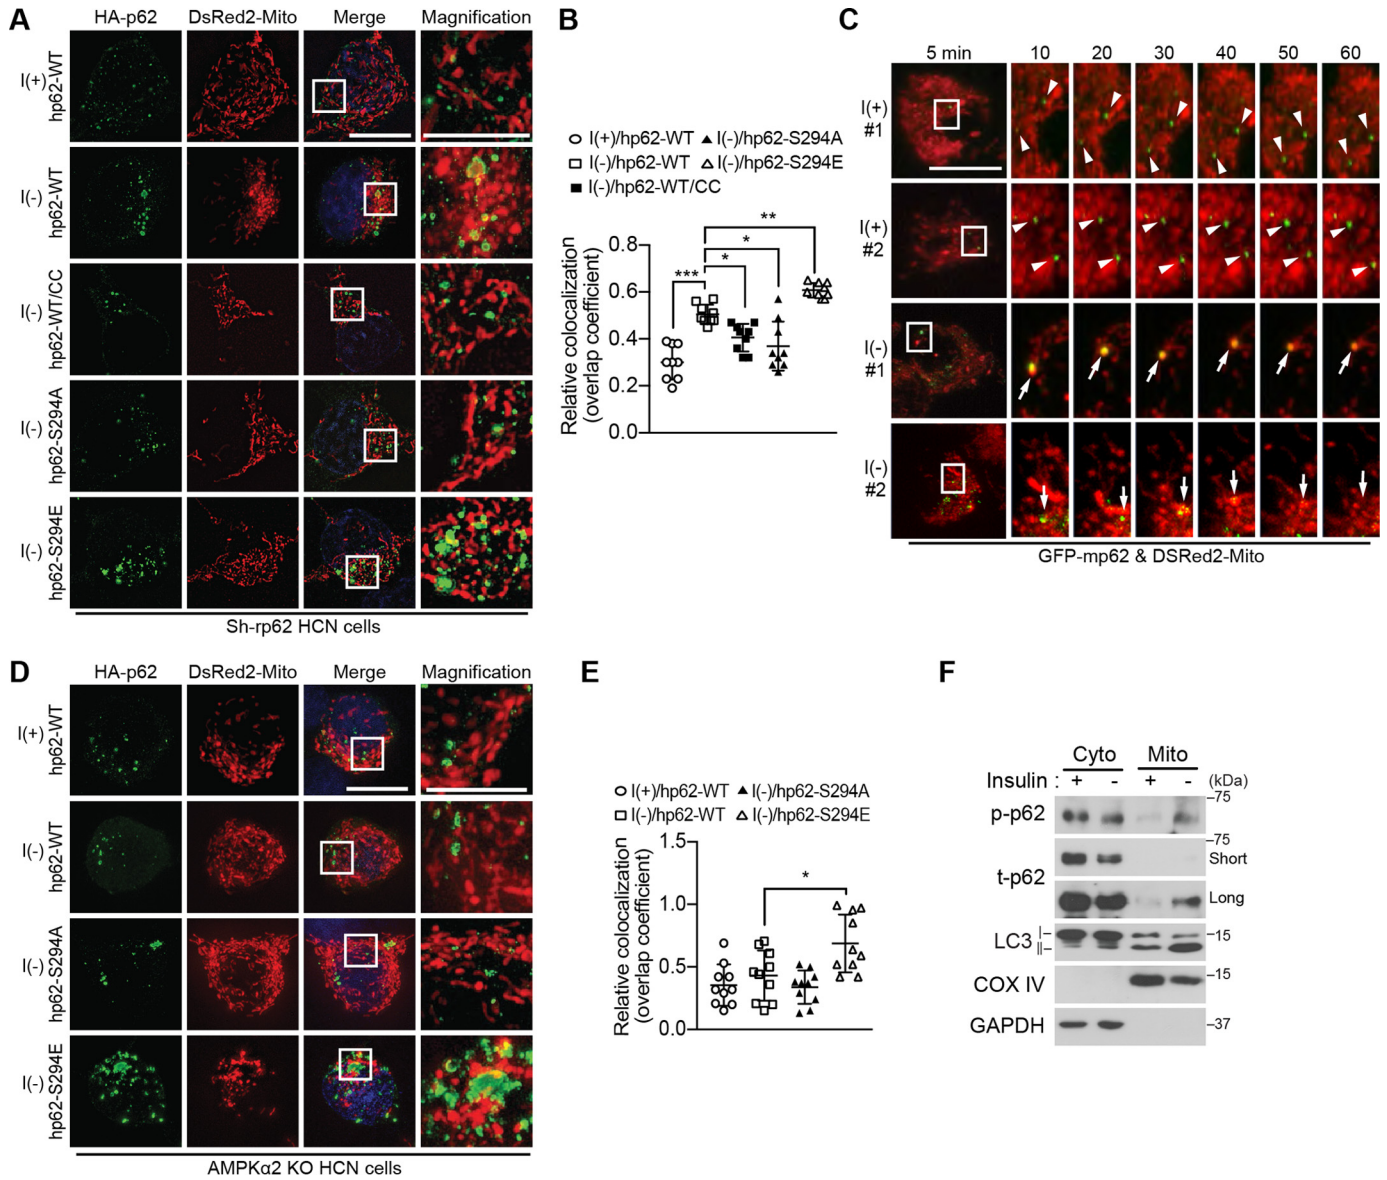 A
HA-p62
DsRed2-Mito
Merge
Magnification
I(+)
hp62-WT
I(-)
hp62-WT
I(-)
hp62-WT/CC
I(-)
hp62-S294A
I(-)
hp62-S294E
Sh-rp62 HCN cells
B
I(+)/hp62-WT
I(-)/hp62-S294A
I(-)/hp62-WT
I(-)/hp62-S294E
I(-)/hp62-WT/CC
Relative colocalization
(overlap coefficient)
0.8
0.6
0.4
0.2
0.0
***
*
*
**
C
5 min
10
20
30
40
50
60
I(+)
#1
I(+)
#2
I(-)
#1
I(-)
#2
GFP-mp62 & DSRed2-Mito
D
HA-p62
DsRed2-Mito
Merge
Magnification
I(+)
hp62-WT
I(-)
hp62-WT
I(-)
hp62-S294A
I(-)
hp62-S294E
AMPKα2 KO HCN cells
E
I(+)/hp62-WT
I(-)/hp62-S294A
I(-)/hp62-WT
I(-)/hp62-S294E
Relative colocalization
(overlap coefficient)
1.5
1.0
0.5
0.0
*
F
Cyto
Mito
Insulin :
+
-
+
-
(kDa)
p-p62
–75
–75
t-p62
Short
Long
LC3
I–
II–
–15
COX IV
–15
GAPDH
–37